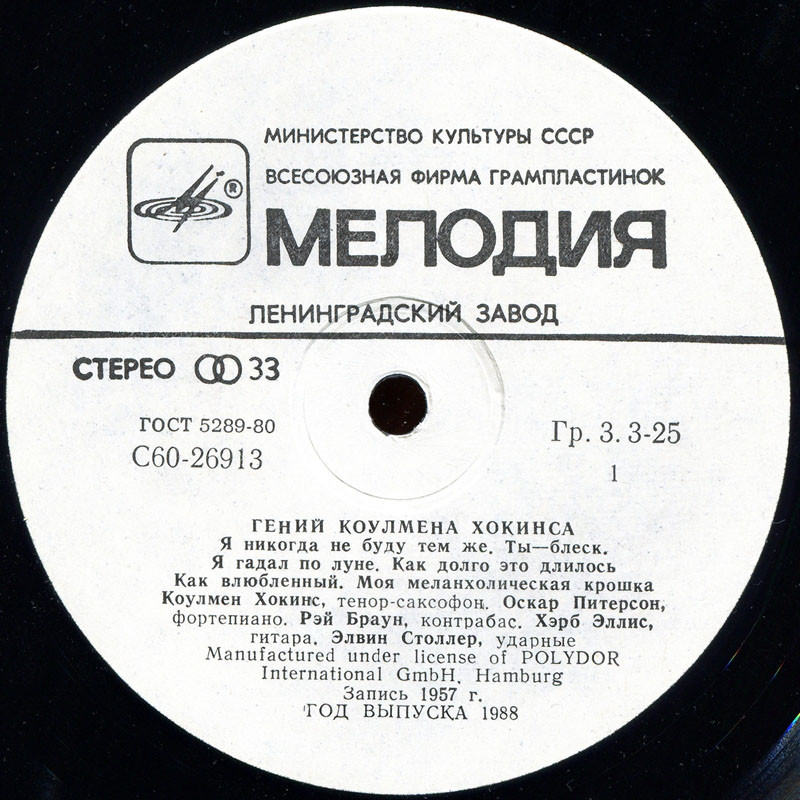 МИНИСТЕРСТВО КУЛЬТУРЫ СССР
ВСЕСОЮЗНАЯ ФИРМА ГРАМПЛАСТИНОК
®
МЕЛОДИЯ
ЛЕНИНГРАДСКИЙ ЗАВОД
СТЕРЕО 33
ГОСТ 5289-80
Гр. 3. 3-25
С60-26913
1
ГЕНИЙ КОУЛМЕНА ХОКИНСА
Я никогда не буду тем же. Ты—блеск.
Я гадал по луне. Как долго это длилось
Как влюбленный. Моя меланхолическая крошка
Коулмен Хокинс, тенор-саксофон. Оскар Питерсон,
фортепиано. Рэй Браун, контрабас. Хэрб Эллис,
гитара. Элвин Столлер, ударные
Manufactured under license of POLYDOR
International GmbH, Hamburg
Запись 1957 г.
ГОД ВЫПУСКА 1988